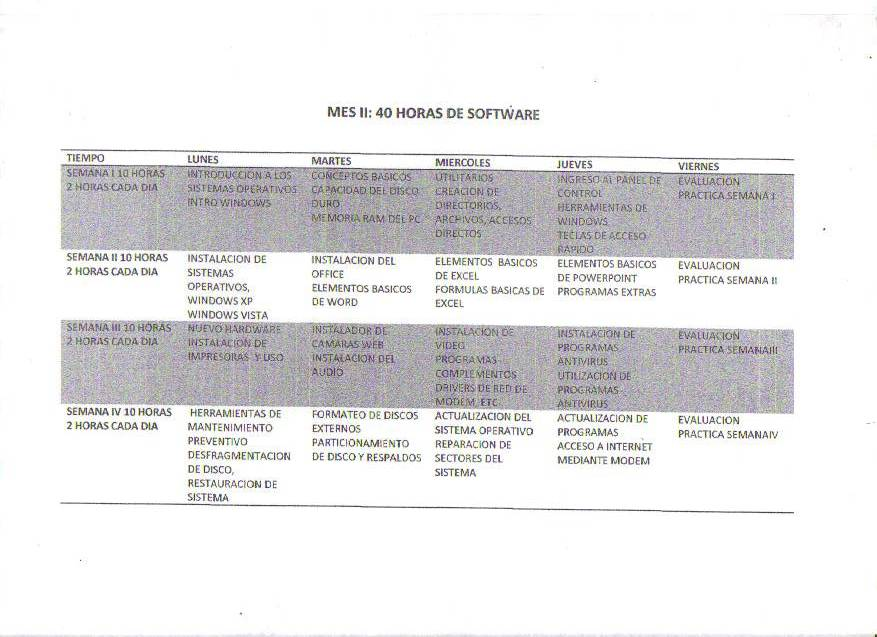 MES II: 40 HORAS DE SOFTWARE
TIEMPO LUNES MARTES MIERCOLES JUEVES VIERNES
SEMANA I 10 HORAS
2 HORAS CADA DIA
INTRODUCCION A LOS
SISTEMAS OPERATIVOS
INTRO WINDOWS
CONCEPTOS BASICOS
CAPACIDAD DEL DISCO
DURO
MEMORIA RAM DEL PC
UTILITARIOS
CREACION DE
DIRECTORIOS,
ARCHIVOS, ACCESOS
DIRECTOS
INGRESO AL PANEL DE
CONTROL
HERRAMIENTAS DE
WINDOWS
TECLAS DE ACCESO
RAPIDO
EVALUACION
PRACTICA SEMANA I
SEMANA II 10 HORAS
2 HORAS CADA DIA
INSTALACION DE
SISTEMAS
OPERATIVOS,
WINDOWS XP
WINDOWS VISTA
INSTALACION DEL
OFFICE
ELEMENTOS BASICOS
DE WORD
ELEMENTOS BASICOS
DE EXCEL
FORMULAS BASICAS DE
EXCEL
ELEMENTOS BASICOS
DE POWERPOINT
PROGRAMAS EXTRAS
EVALUACION
PRACTICA SEMANA II
SEMANA III 10 HORAS
2 HORAS CADA DIA
NUEVO HARDWARE
INSTALACION DE
IMPRESORAS Y USO
INSTALADOR DE
CAMARAS WEB
INSTALACION DEL
AUDIO
INSTALACION DE
VIDEO
PROGRAMAS
COMPLEMENTOS
DRIVERS DE RED DE
MODEM, ETC
INSTALACION DE
PROGRAMAS
ANTIVIRUS
UTILIZACION DE
PROGRAMAS
ANTIVIRUS
EVALUACION
PRACTICA SEMANAIII
SEMANA IV 10 HORAS
2 HORAS CADA DIA
HERRAMIENTAS DE
MANTENIMIENTO
PREVENTIVO
DESFRAGMENTACION
DE DISCO,
RESTAURACION DE
SISTEMA
FORMATEO DE DISCOS
EXTERNOS
PARTICIONAMIENTO
DE DISCO Y RESPALDOS
ACTUALIZACION DEL
SISTEMA OPERATIVO
REPARACION DE
SECTORES DEL
SISTEMA
ACTUALIZACION DE
PROGRAMAS
ACCESO A INTERNET
MEDIANTE MODEM
EVALUACION
PRACTICA SEMANAIV